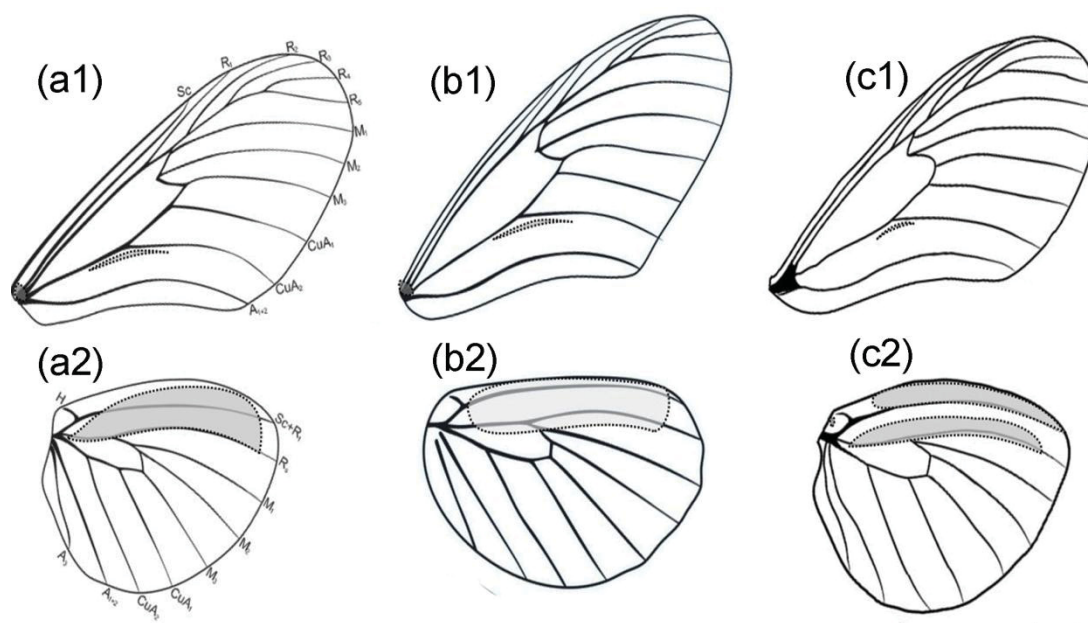 (a1)
Sc
R₁
R₂
R₃
R₄
R₅
M₁
M₂
M₃
CuA₁
CuA₂
A₁₊₂
(b1)
(c1)
(a2)
H
Sc+R₁
Rₛ
M₁
M₂
M₃
CuA₁
CuA₂
A₁₊₂
A₃
(b2)
(c2)